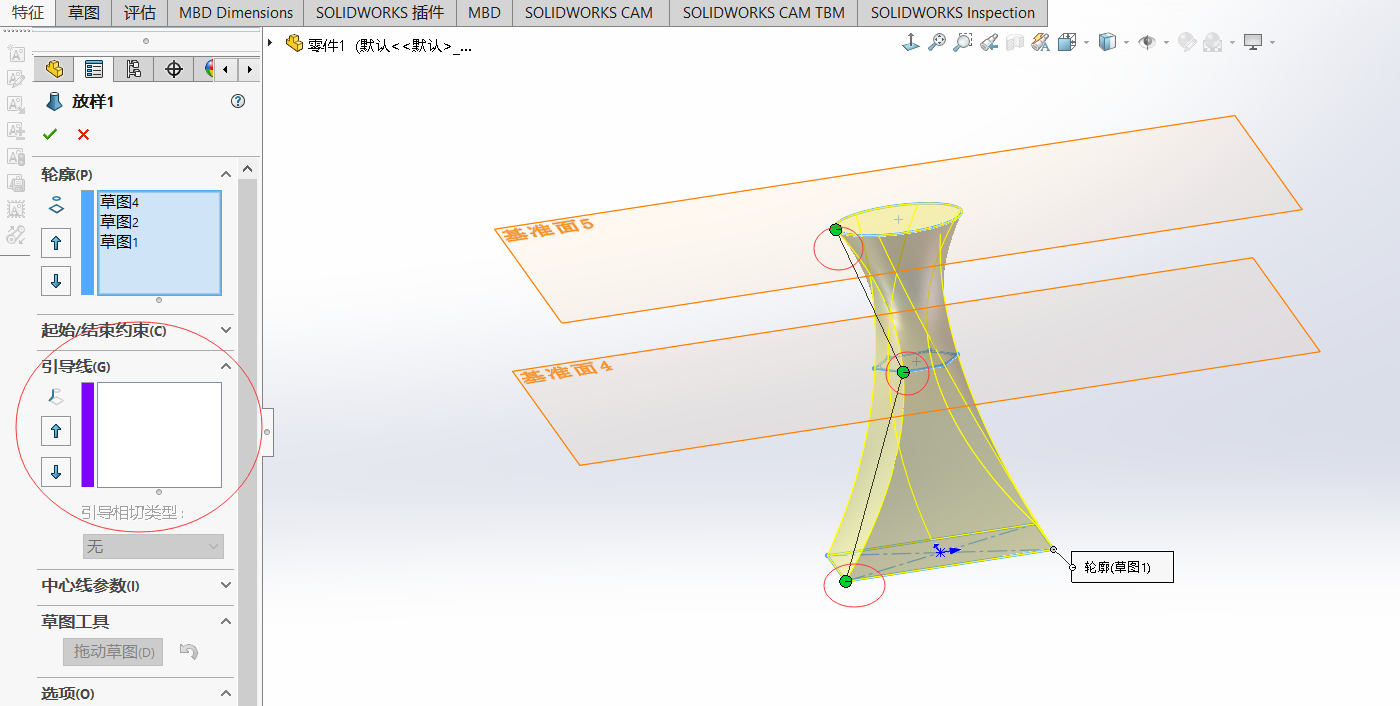 特征 草图 评估 MBD Dimensions SOLIDWORKS 插件 MBD SOLIDWORKS CAM SOLIDWORKS CAM TBM SOLIDWORKS Inspection
零件1 (默认<<默认>_...
放样1
轮廓(P)
草图4
草图2
草图1
起始/结束约束(C)
引导线(G)
引导相切类型:
无
中心线参数(I)
草图工具
拖动草图(D)
选项(O)
基准面5
基准面4
轮廓(草图1)